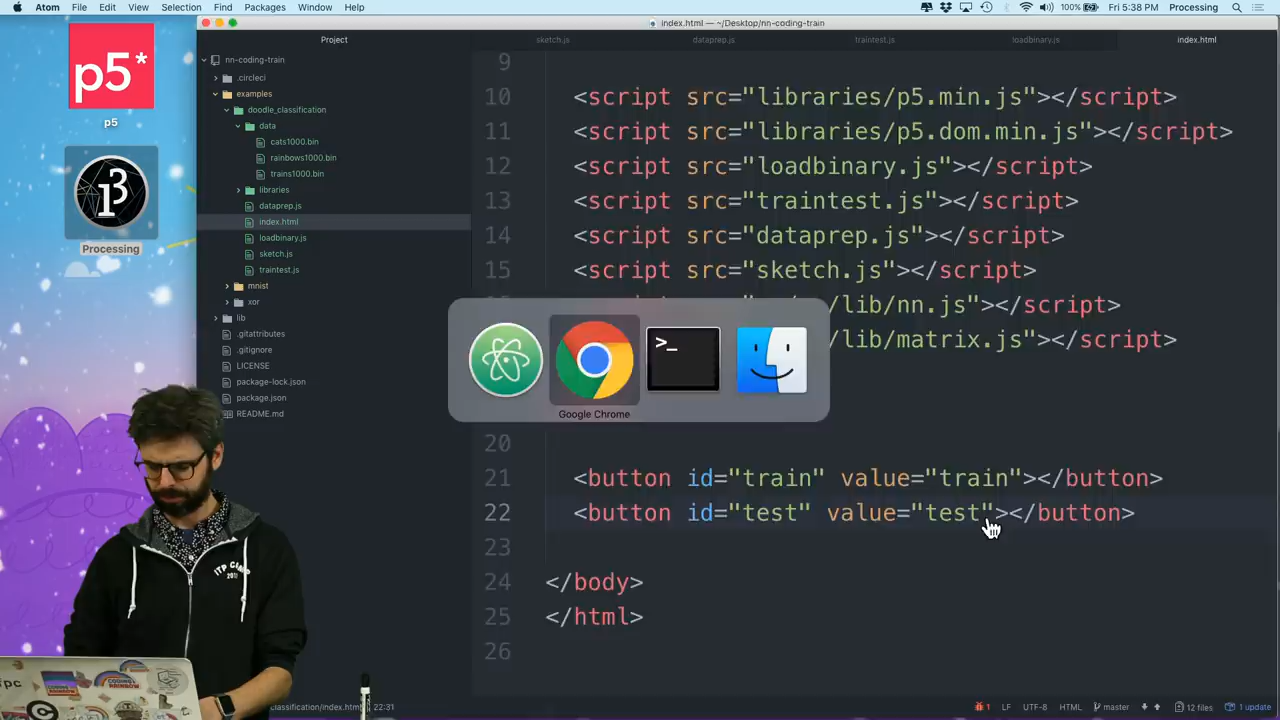 Atom File Edit View Selection Find Packages Window Help
100% Fri 5:38 PM Processing
index.html — ~/Desktop/nn-coding-train
Project
sketch.js dataprep.js traintest.js loadbinary.js index.html
p5*
p5
Processing
nn-coding-train
.circleci
examples
doodle_classification
data
cats1000.bin
rainbows1000.bin
trains1000.bin
libraries
dataprep.js
index.html
loadbinary.js
sketch.js
traintest.js
mnist
xor
lib
.gitattributes
.gitignore
LICENSE
package-lock.json
package.json
README.md
9
10 <script src="libraries/p5.min.js"></script>
11 <script src="libraries/p5.dom.min.js"></script>
12 <script src="loadbinary.js"></script>
13 <script src="traintest.js"></script>
14 <script src="dataprep.js"></script>
15 <script src="sketch.js"></script>
/lib/nn.js"></script>
/lib/matrix.js"></script>
>_
Google Chrome
20
21 <button id="train" value="train"></button>
22 <button id="test" value="test"></button>
23
24 </body>
25 </html>
26
ITP CAMP
classification/index.html 22:31
1 LF UTF-8 HTML master 12 files 1 update